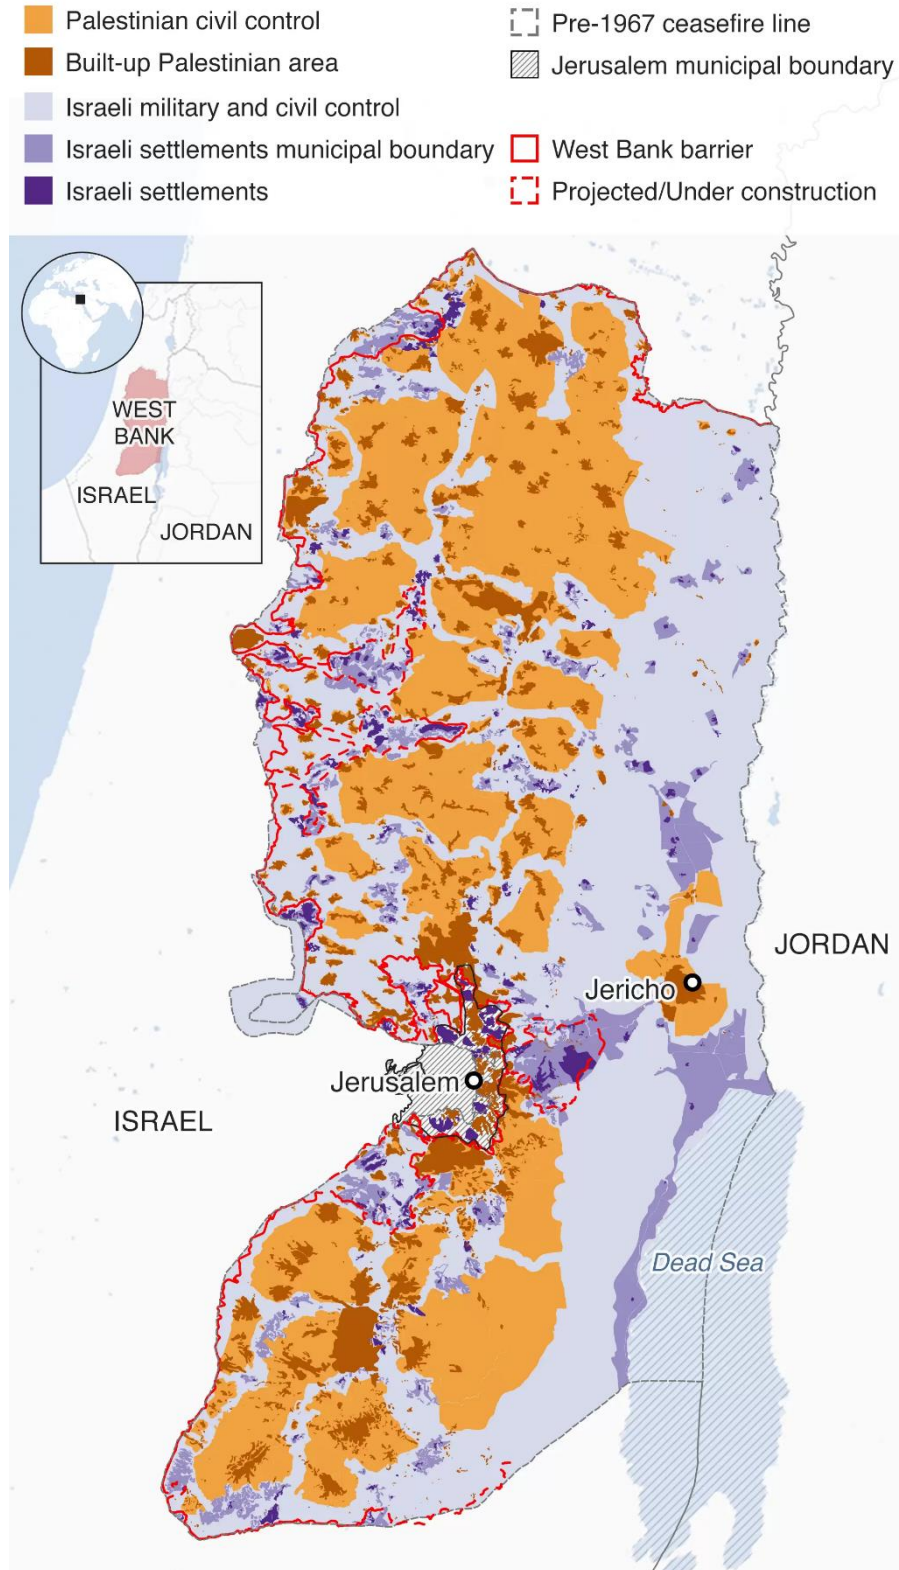 Palestinian civil control
Built-up Palestinian area
Israeli military and civil control
Israeli settlements municipal boundary
Israeli settlements
Pre-1967 ceasefire line
Jerusalem municipal boundary
West Bank barrier
Projected/Under construction
WEST
BANK
ISRAEL
JORDAN
JORDAN
Jericho
Jerusalem
ISRAEL
Dead Sea